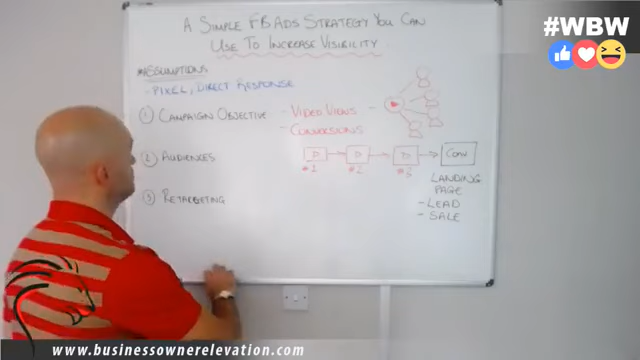 #WBW
A SIMPLE FB ADS STRATEGY YOU CAN
USE TO INCREASE VISIBILITY
*ASSUMPTIONS
- PIXEL, DIRECT RESPONSE
① CAMPAIGN OBJECTIVE - VIDEO VIEWS
- CONVERSIONS
② AUDIENCES
#1 #2 #3 CONV
③ RETARGETING
LANDING
PAGE
- LEAD
- SALE
www.businessownerelevation.com